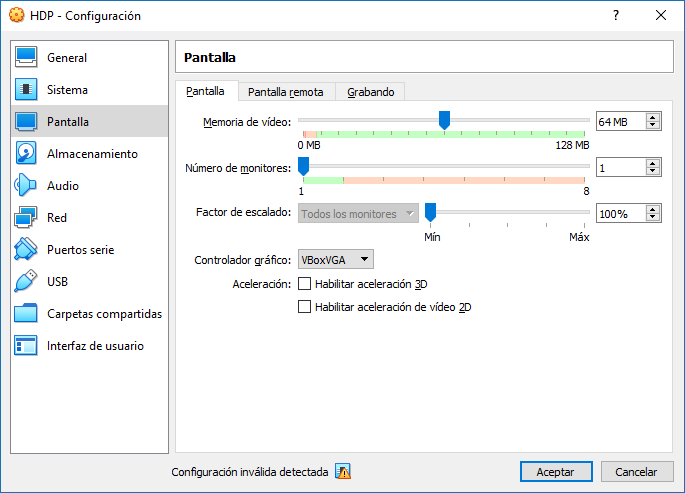 HDP - Configuración
General
Sistema
Pantalla
Almacenamiento
Audio
Red
Puertos serie
USB
Carpetas compartidas
Interfaz de usuario
Pantalla
Pantalla Pantalla remota Grabando
Memoria de vídeo: 64 MB
0 MB 128 MB
Número de monitores: 1
1 8
Factor de escalado: Todos los monitores 100%
Mín Máx
Controlador gráfico: VBoxVGA
Aceleración: Habilitar aceleración 3D
Habilitar aceleración de vídeo 2D
Configuración inválida detectada Aceptar Cancelar